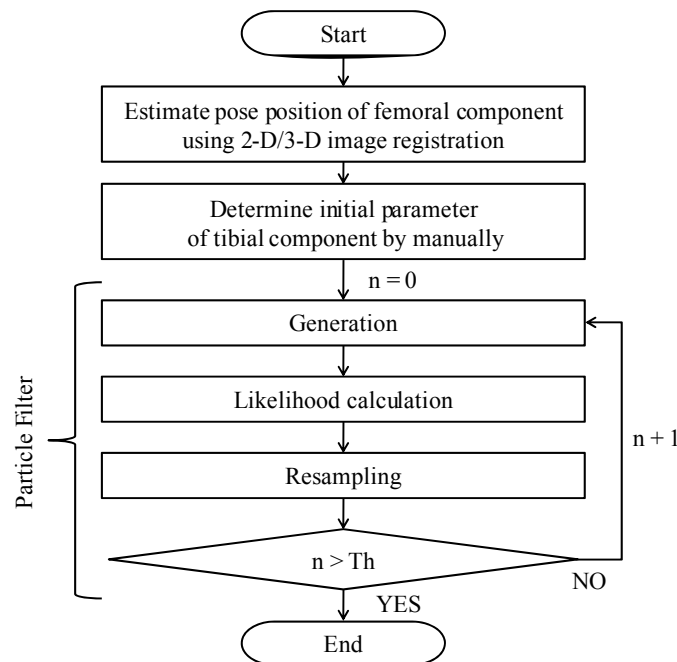 Start
Estimate pose position of femoral component
using 2-D/3-D image registration
Determine initial parameter
of tibial component by manually
n = 0
Generation
Likelihood calculation
n + 1
Resampling
Particle Filter
n > Th
NO
YES
End